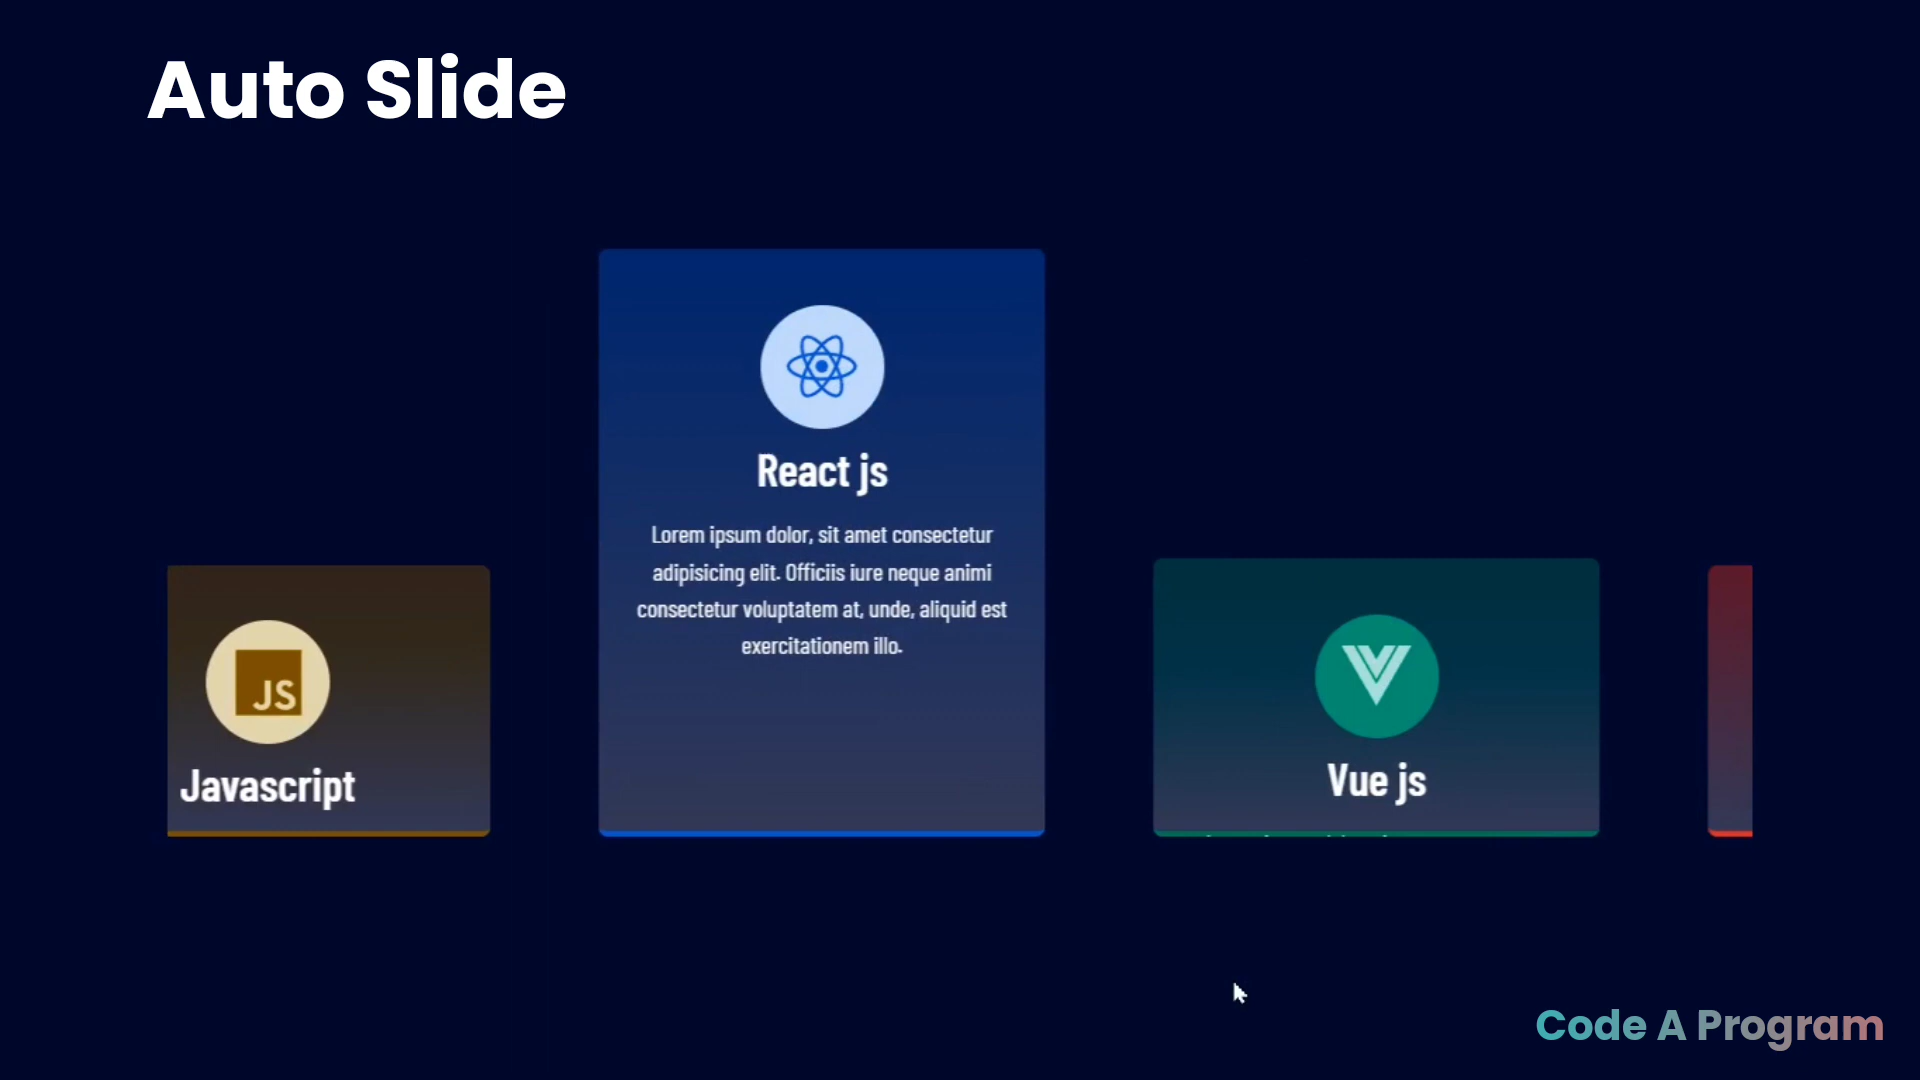 Auto Slide
React js
Lorem ipsum dolor, sit amet consectetur
adipisicing elit. Officiis iure neque animi
consectetur voluptatem at, unde, aliquid est
exercitationem illo.
JS
Javascript
Vue js
Code A Program